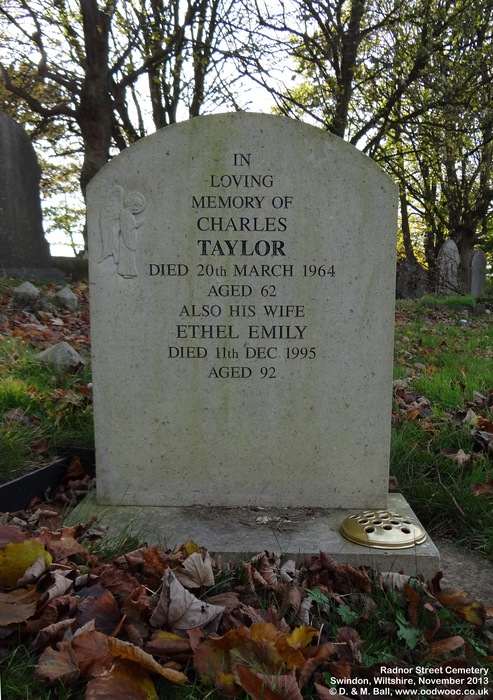 IN
LOVING
MEMORY OF
CHARLES
TAYLOR
DIED 20th MARCH 1964
AGED 62
ALSO HIS WIFE
ETHEL EMILY
DIED 11th DEC 1995
AGED 92
Radnor Street Cemetery
Swindon, Wiltshire, November 2013
© D. & M. Ball. www.oodwooc.co.uk